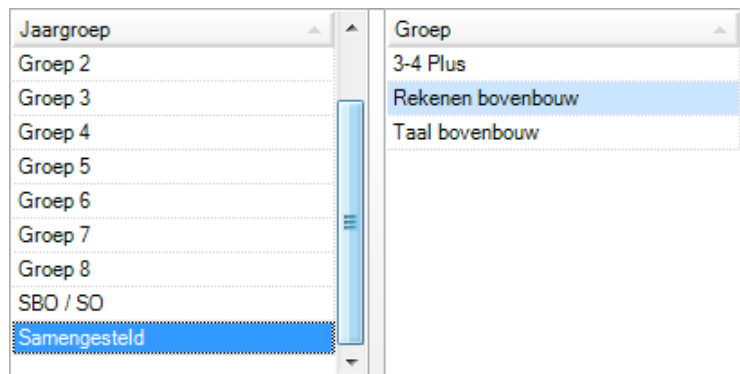 Jaargroep
Groep 2
Groep 3
Groep 4
Groep 5
Groep 6
Groep 7
Groep 8
SBO / SO
Samengesteld
Groep
3-4 Plus
Rekenen bovenbouw
Taal bovenbouw